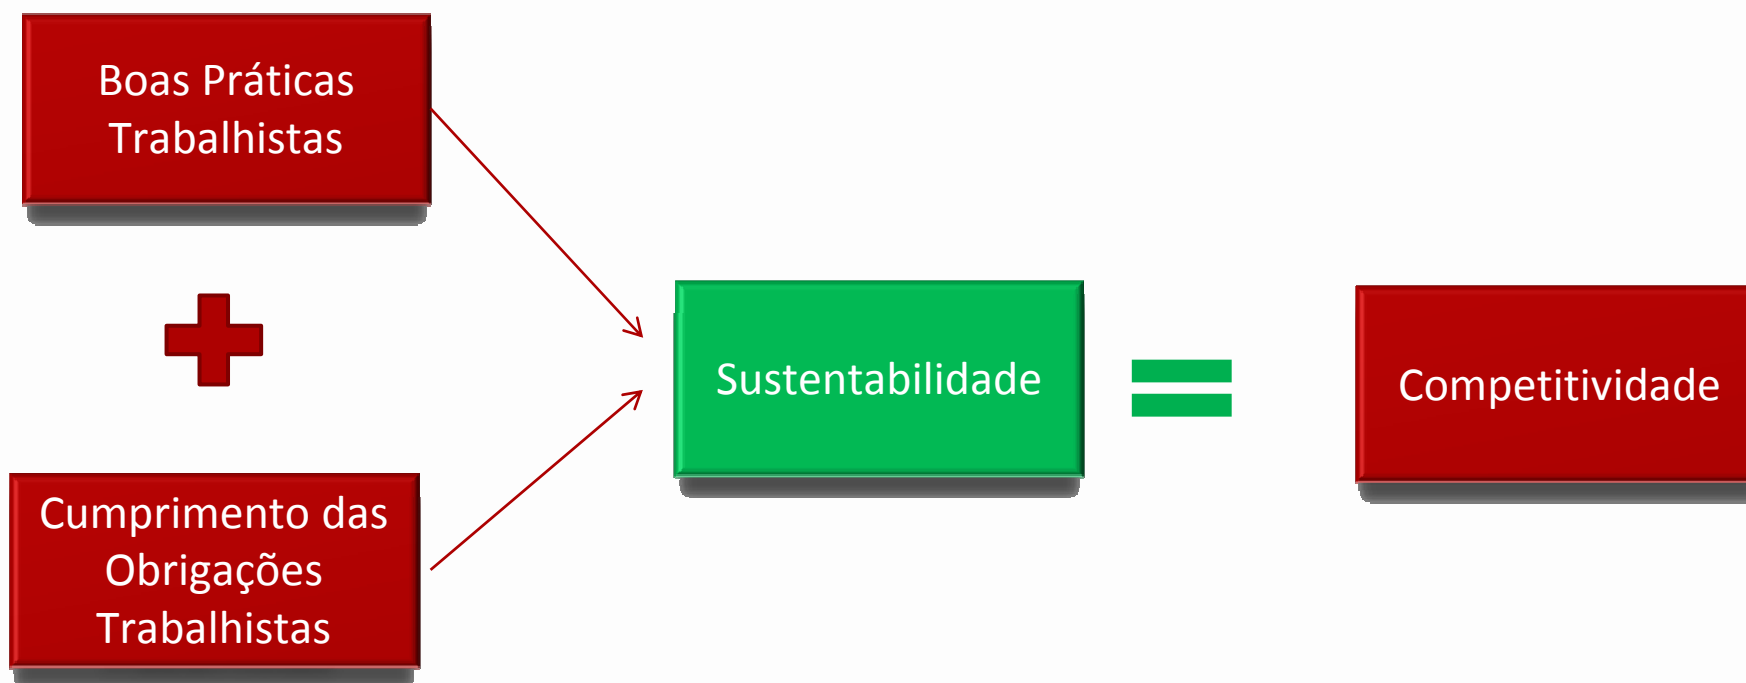 Boas Práticas
Trabalhistas
Sustentabilidade
Competitividade
Cumprimento das
Obrigações
Trabalhistas